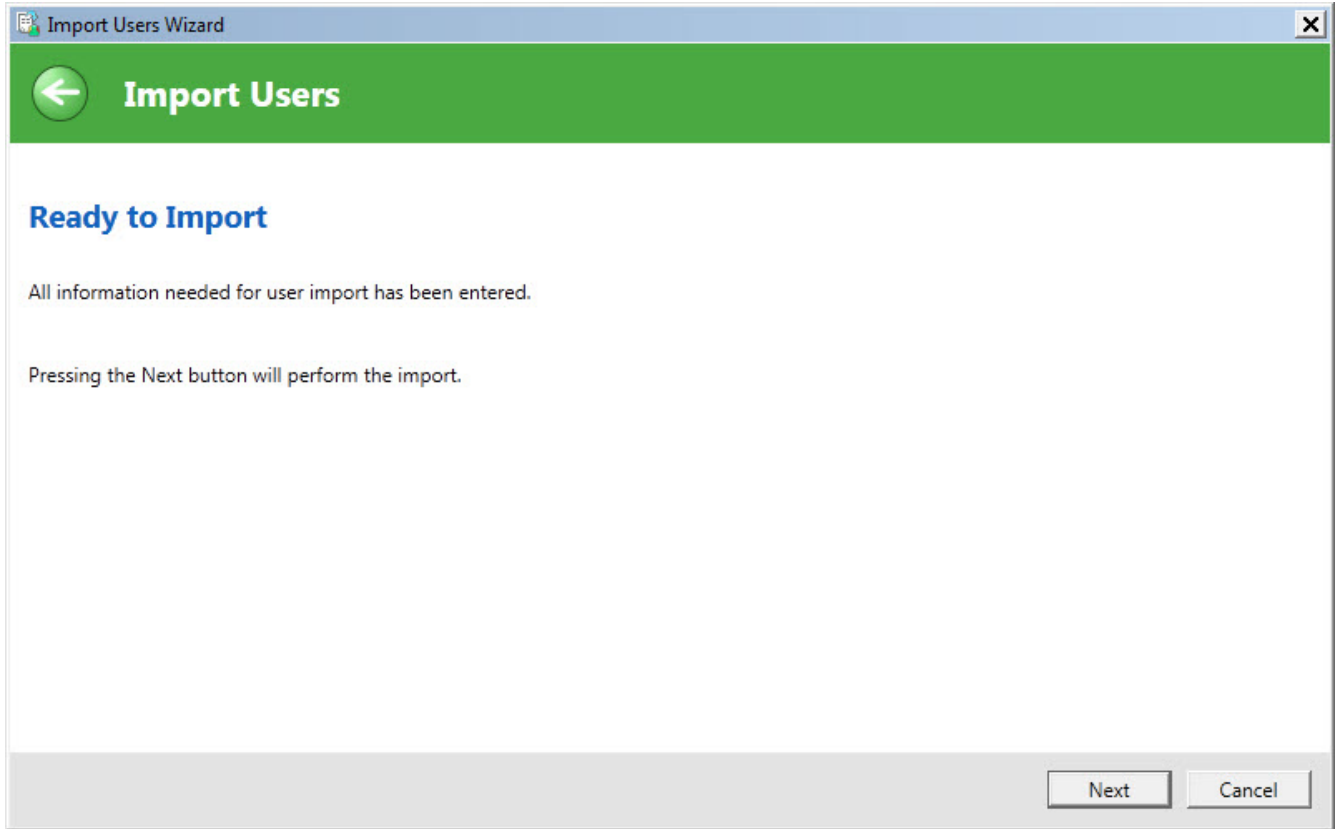 Import Users Wizard
Import Users
Ready to Import
All information needed for user import has been entered.
Pressing the Next button will perform the import.
Next Cancel